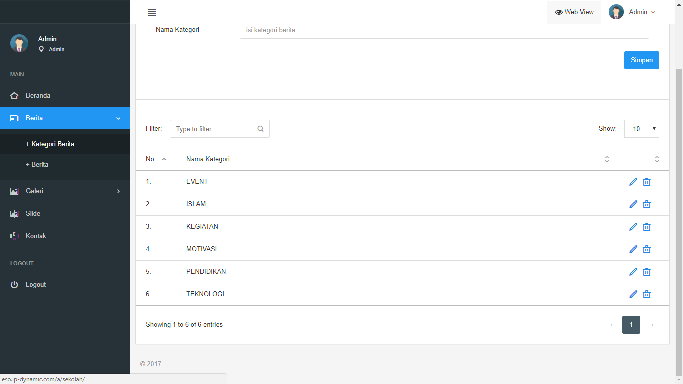 Web View
Admin
Admin
Admin
MAIN
Beranda
Berita
+ Kategori Berita
+ Berita
Galeri
Slide
Kontak
LOGOUT
Logout
Nama Kategori
isi kategori berita
Simpan
Filter:
Type to filter
Show:
10
No
Nama Kategori
1. EVENT
2. ISLAM
3. KEGIATAN
4. MOTIVASI
5. PENDIDIKAN
6. TEKNOLOGI
Showing 1 to 6 of 6 entries
← 1 →
© 2017